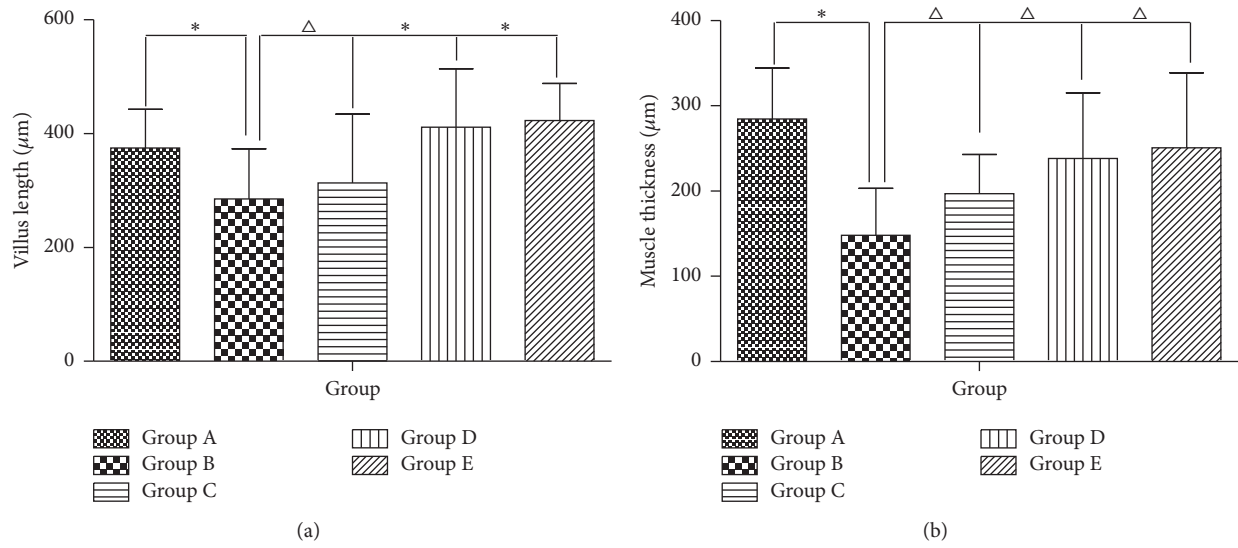 600
400
200
0
Villus length (μm)
* △ * *
Group
Group A
Group B
Group C
Group D
Group E
(a)
400
300
200
100
0
Muscle thickness (μm)
* △ △ △
Group
Group A
Group B
Group C
Group D
Group E
(b)